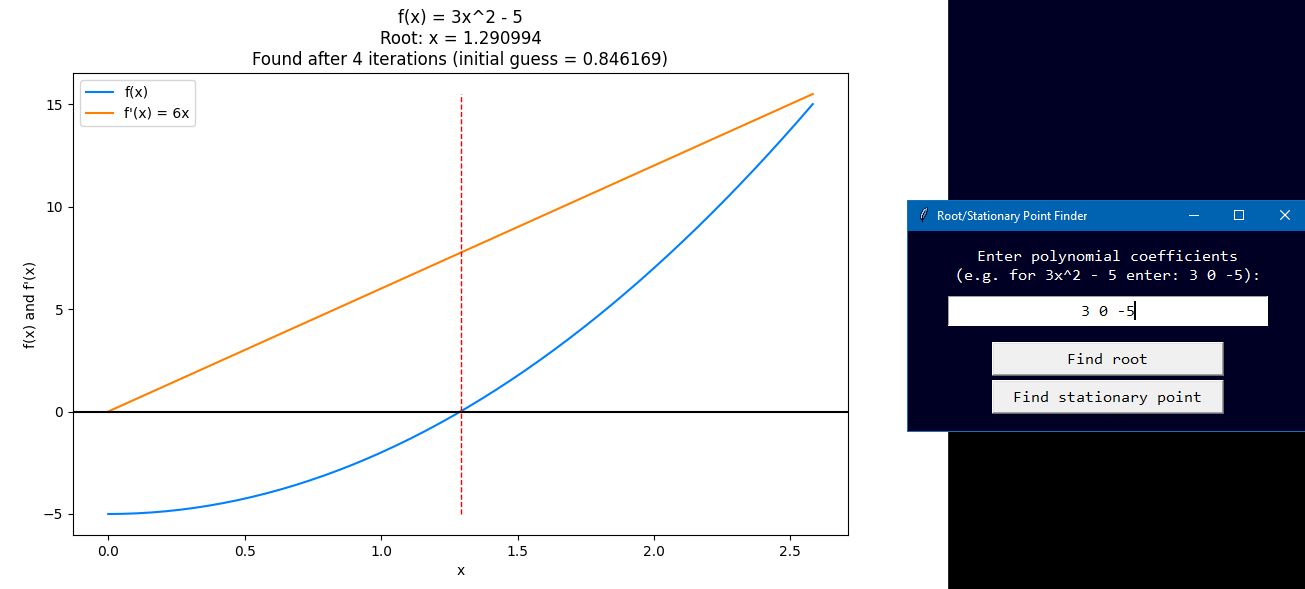 f(x) = 3x^2 - 5
Root: x = 1.290994
Found after 4 iterations (initial guess = 0.846169)
f(x)
f'(x) = 6x
15
10
5
0
−5
f(x) and f'(x)
0.0 0.5 1.0 1.5 2.0 2.5
x
Root/Stationary Point Finder
Enter polynomial coefficients
(e.g. for 3x^2 - 5 enter: 3 0 -5):
3 0 -5
Find root
Find stationary point